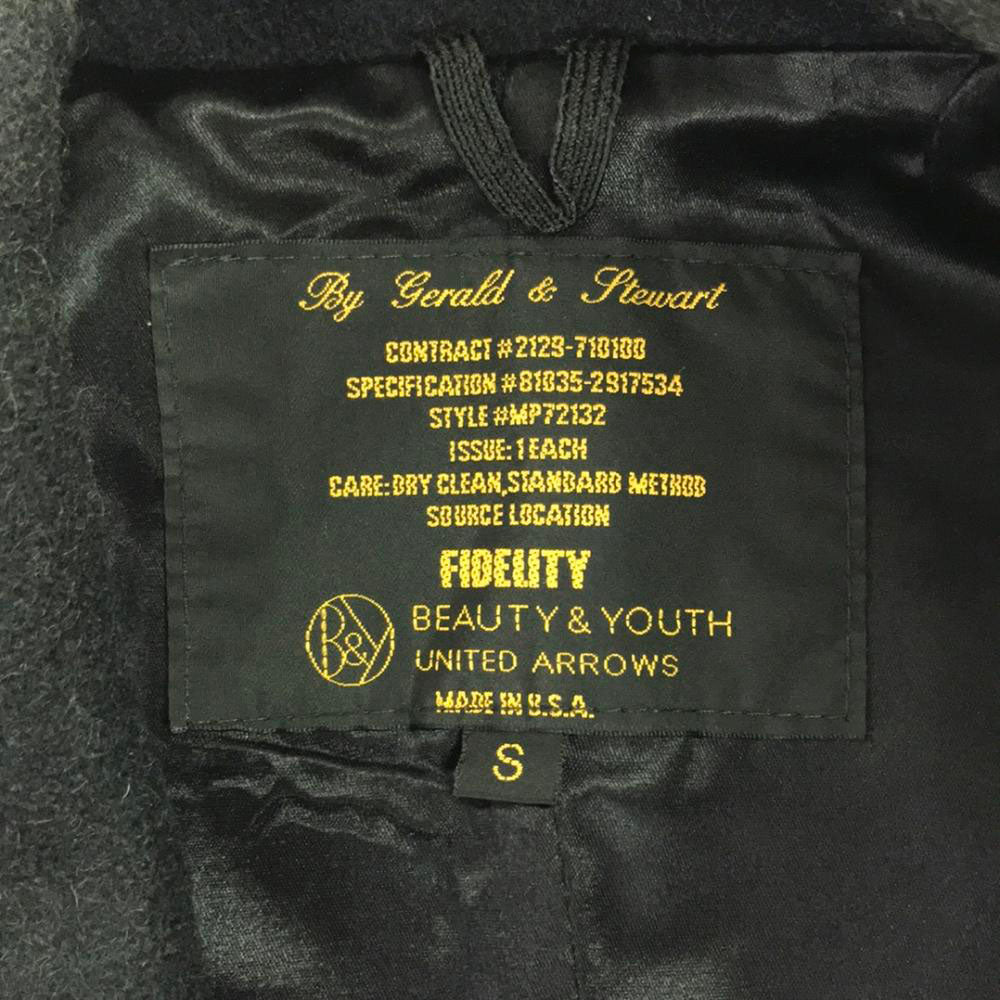 By Gerald & Stewart
CONTRACT #2129-710100
SPECIFICATION #81035-2917534
STYLE #MP72132
ISSUE: 1 EACH
CARE: DRY CLEAN, STANDARD METHOD
SOURCE LOCATION
FIDELITY
B&Y
BEAUTY & YOUTH
UNITED ARROWS
MADE IN U.S.A.
S